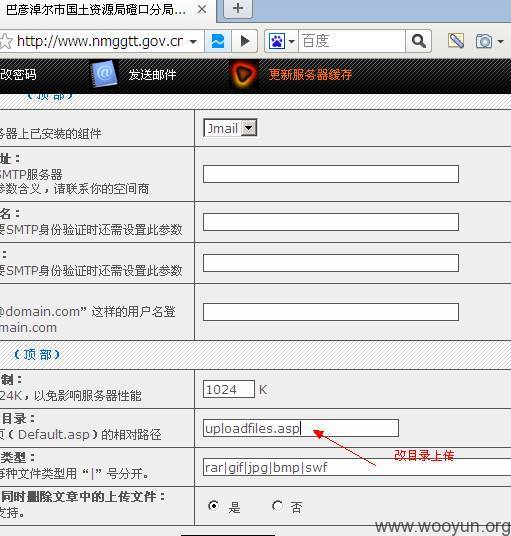 巴彦淖尔市国土资源局磴口分局...
http://www.nmggtt.gov.cn
百度
改密码
发送邮件
更新服务器缓存
（顶部）
务器上已安装的组件
Jmail
址：
SMTP服务器
参数含义，请联系你的空间商
名：
要SMTP身份验证时还需设置此参数
：
要SMTP身份验证时还需设置此参数
@domain.com”这样的用户名登
main.com
（顶部）
制：
24K，以免影响服务器性能
1024 K
目录：
页（Default.asp）的相对路径
uploadfiles.asp
改目录上传
类型：
每种文件类型用“|”号分开。
rar|gif|jpg|bmp|swf
同时删除文章中的上传文件：
支持。
是
否
www.wooyun.org